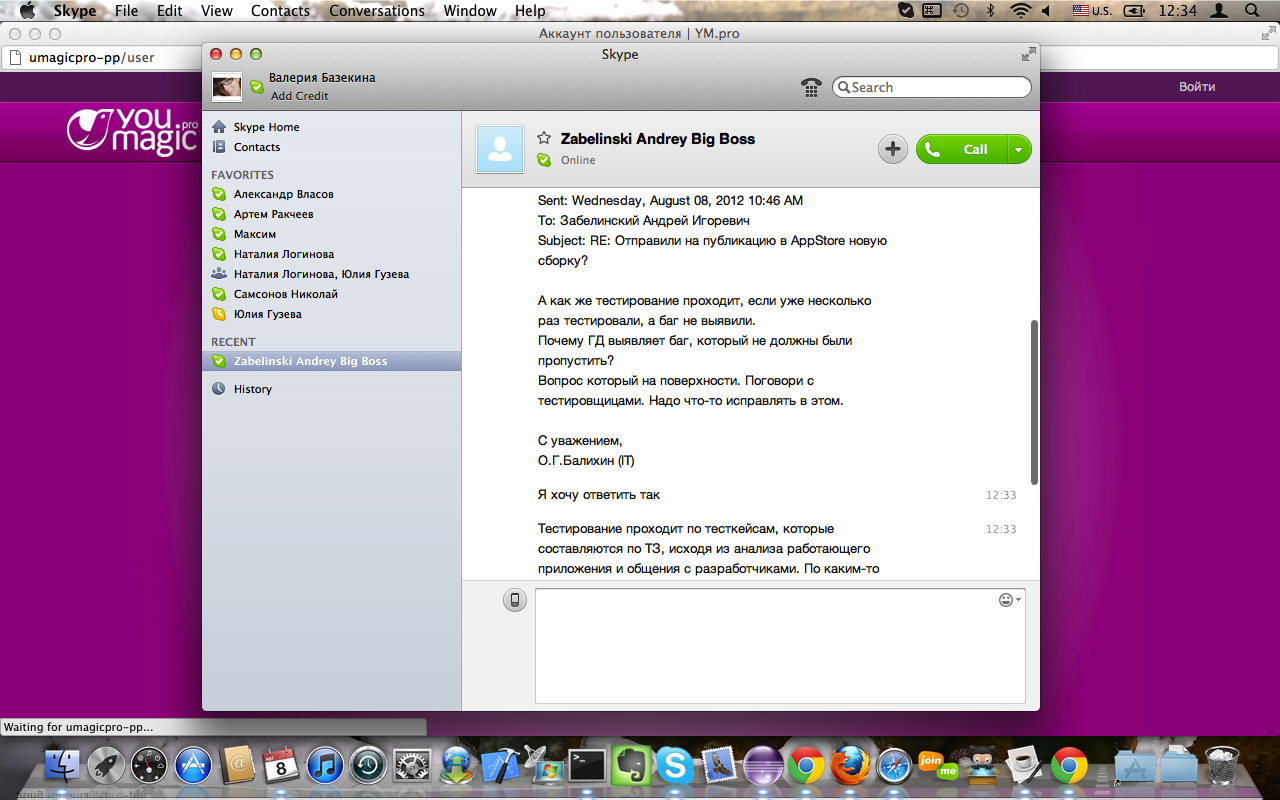 Skype File Edit View Contacts Conversations Window Help
U.S.
12:34
Аккаунт пользователя | YM.pro
umagicpro-pp/user
Skype
Валерия Базекина
Add Credit
Search
Войти
you
magic
.pro
Skype Home
Contacts
FAVORITES
Александр Власов
Артем Ракчеев
Максим
Наталия Логинова
Наталия Логинова, Юлия Гузева
Самсонов Николай
Юлия Гузева
RECENT
Zabelinski Andrey Big Boss
History
Zabelinski Andrey Big Boss
Online
Call
Sent: Wednesday, August 08, 2012 10:46 AM
To: Забелинский Андрей Игоревич
Subject: RE: Отправили на публикацию в AppStore новую
сборку?
А как же тестирование проходит, если уже несколько
раз тестировали, а баг не выявили.
Почему ГД выявляет баг, который не должны были
пропустить?
Вопрос который на поверхности. Поговори с
тестировщицами. Надо что-то исправлять в этом.
С уважением,
О.Г.Балихин (IT)
Я хочу ответить так
12:33
Тестирование проходит по тесткейсам, которые
12:33
составляются по ТЗ, исходя из анализа работающего
приложения и общения с разработчиками. По каким-то
Waiting for umagicpro-pp...
8
join
me